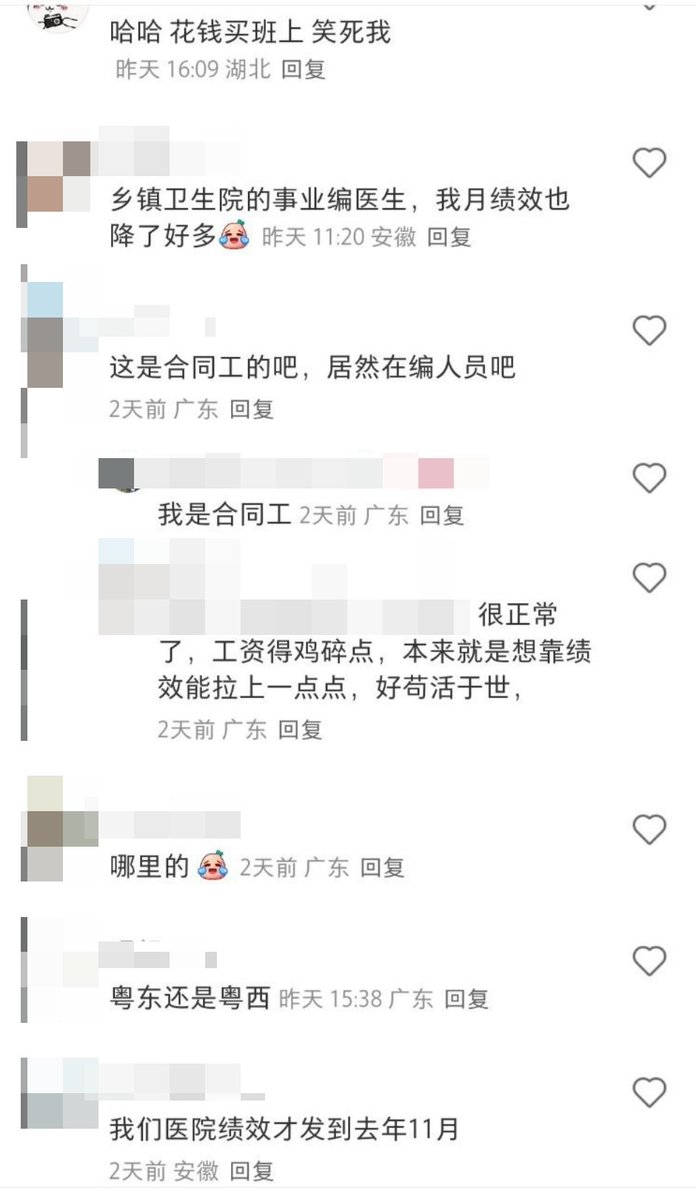 哈哈 花钱买班上 笑死我
昨天 16:09 湖北 回复
乡镇卫生院的事业编医生，我月绩效也
降了好多 昨天 11:20 安徽 回复
这是合同工的吧，居然在编人员吧
2天前 广东 回复
我是合同工 2天前 广东 回复
很正常
了，工资得鸡碎点，本来就是想靠绩
效能拉上一点点，好苟活于世，
2天前 广东 回复
哪里的 2天前 广东 回复
粤东还是粤西 昨天 15:38 广东 回复
我们医院绩效才发到去年11月
2天前 安徽 回复